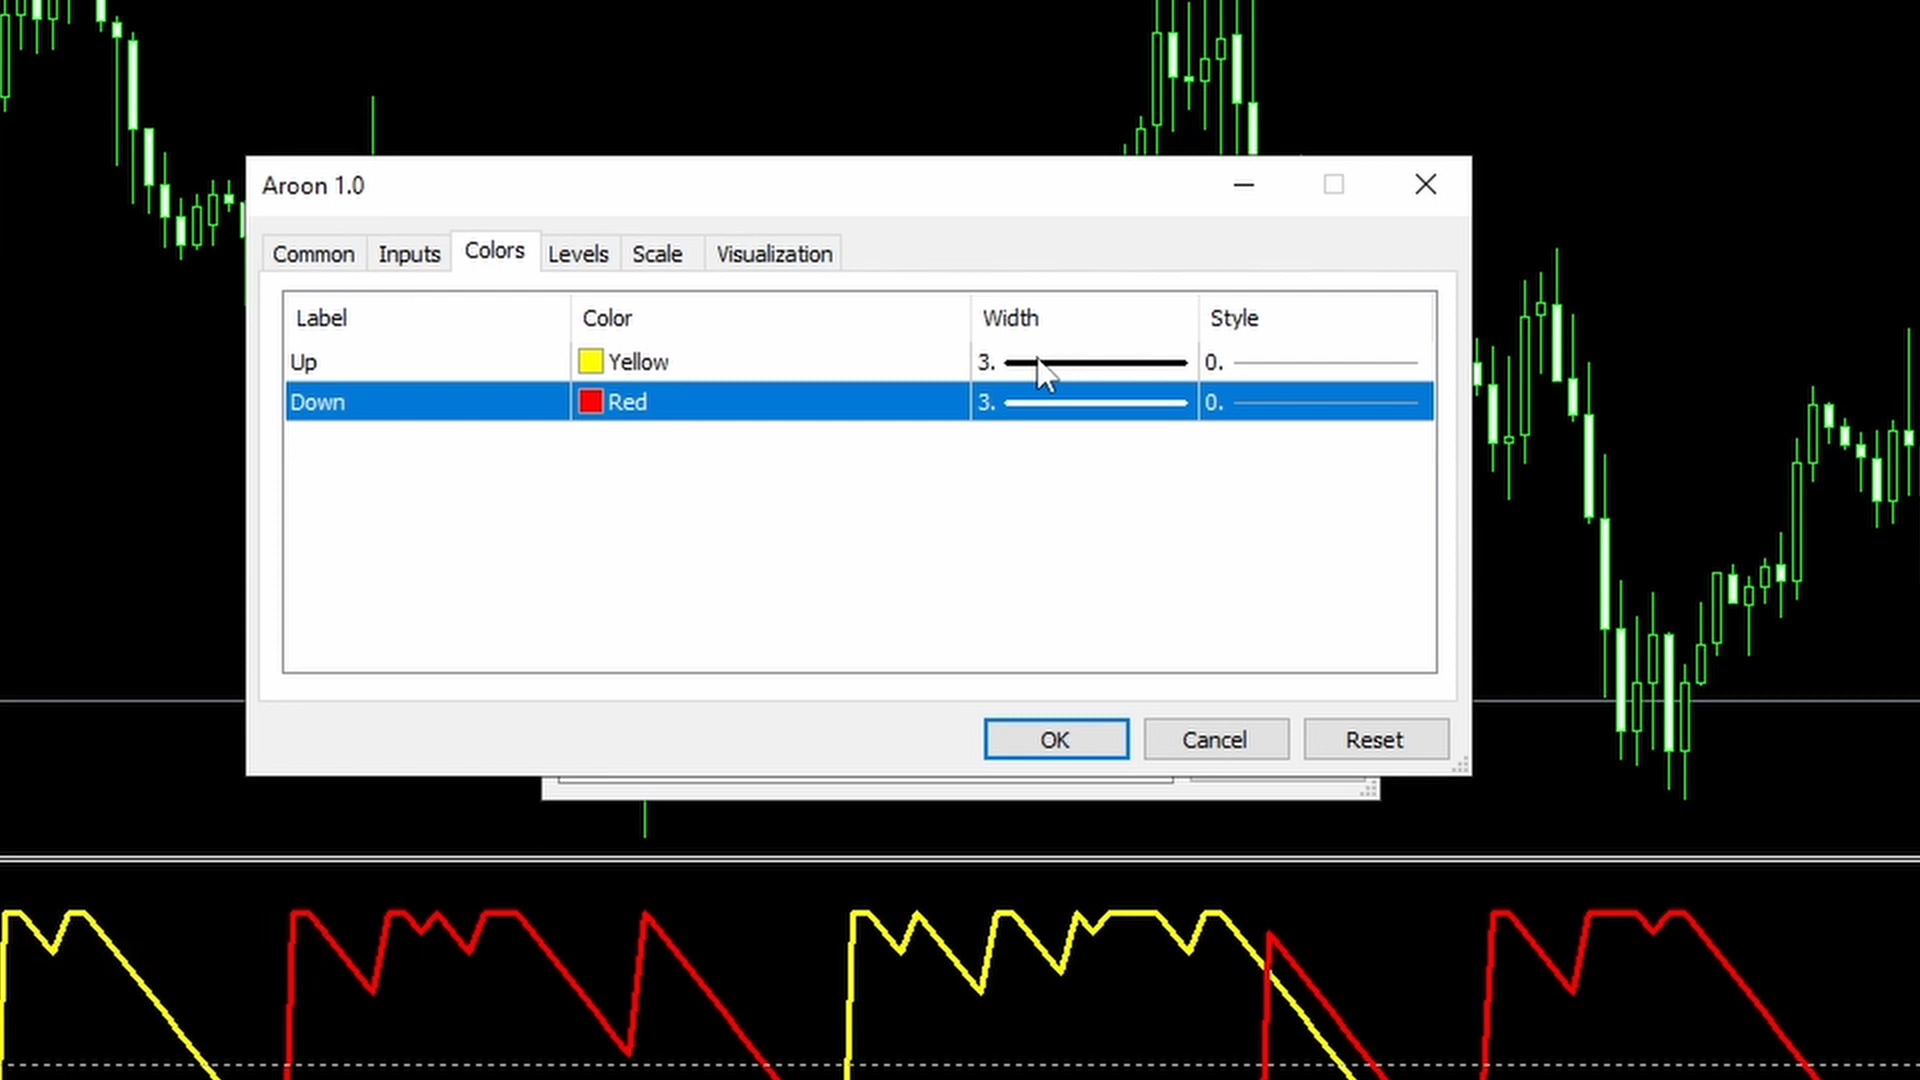 Aroon 1.0
Common Inputs Colors Levels Scale Visualization
Label Color Width Style
Up Yellow 3. 0.
Down Red 3. 0.
OK Cancel Reset